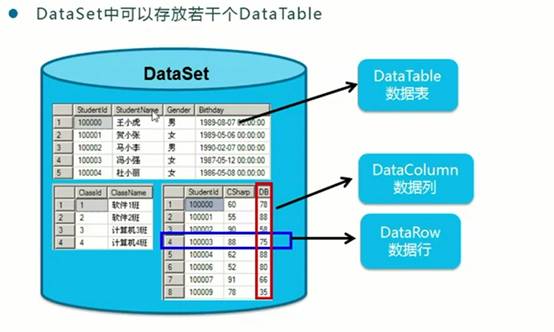 DataSet中可以存放若干个DataTable
DataSet
StudentId StudentName Gender Birthday
1 100000 王小虎 男 1989-08-07 00:00:00
2 100001 贺小张 女 1989-05-06 00:00:00
3 100002 马小李 男 1990-02-07 00:00:00
4 100003 冯小强 女 1987-05-12 00:00:00
5 100004 杜小丽 女 1986-05-08 00:00:00
ClassId ClassName
1 1 软件1班
2 2 软件2班
3 3 计算机3班
4 4 计算机4班
StudentId CSharp DB
1 100000 60 78
2 100001 55 88
3 100002 90 58
4 100003 88 75
5 100004 62 88
6 100006 52 80
7 100007 91 66
8 100009 78 35
DataTable
数据表
DataColumn
数据列
DataRow
数据行